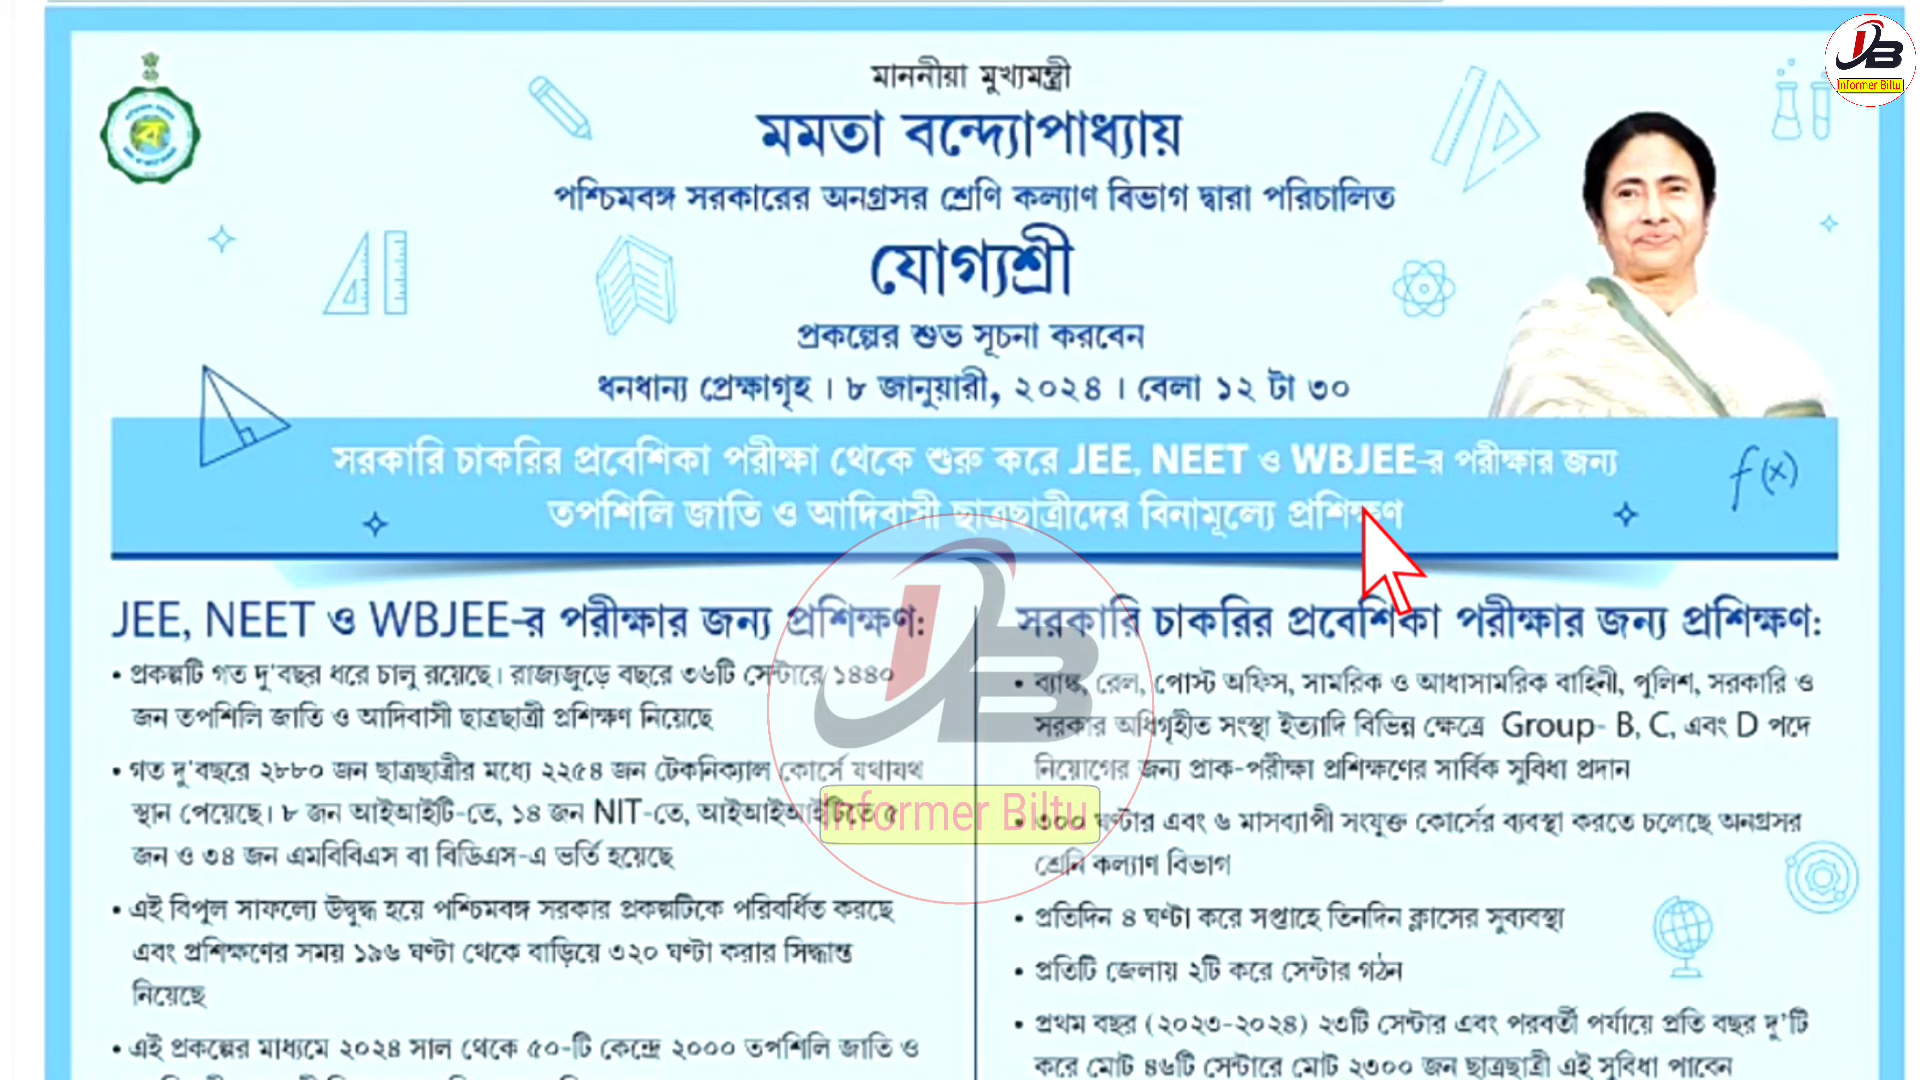 Informer Biltu
মাননীয়া মুখ্যমন্ত্রী
মমতা বন্দ্যোপাধ্যায়
পশ্চিমবঙ্গ সরকারের অনগ্রসর শ্রেণি কল্যাণ বিভাগ দ্বারা পরিচালিত
যোগ্যশ্রী
প্রকল্পের শুভ সূচনা করবেন
ধনধান্য প্রেক্ষাগৃহ । ৮ জানুয়ারী, ২০২৪ । বেলা ১২ টা ৩০
সরকারি চাকরির প্রবেশিকা পরীক্ষা থেকে শুরু করে JEE, NEET ও WBJEE-র পরীক্ষার জন্য
f(x)
তপশিলি জাতি ও আদিবাসী ছাত্রছাত্রীদের বিনামূল্যে প্রশিক্ষণ
JEE, NEET ও WBJEE-র পরীক্ষার জন্য প্রশিক্ষণ:
• প্রকল্পটি গত দু'বছর ধরে চালু রয়েছে। রাজ্যজুড়ে বছরে ৩৬টি সেন্টারে ১৪৪০
জন তপশিলি জাতি ও আদিবাসী ছাত্রছাত্রী প্রশিক্ষণ নিয়েছে
• গত দু'বছরে ২৮৮০ জন ছাত্রছাত্রীর মধ্যে ২২৫৪ জন টেকনিক্যাল কোর্সে যথাযথ
স্থান পেয়েছে। ৮ জন আইআইটি-তে, ১৪ জন NIT-তে, আইআইআইটিতে ৫
জন ও ৩৪ জন এমবিবিএস বা বিডিএস-এ ভর্তি হয়েছে
• এই বিপুল সাফল্যে উদ্বুদ্ধ হয়ে পশ্চিমবঙ্গ সরকার প্রকল্পটিকে পরিবর্ধিত করছে
এবং প্রশিক্ষণের সময় ১৯৬ ঘণ্টা থেকে বাড়িয়ে ৩২০ ঘণ্টা করার সিদ্ধান্ত
নিয়েছে
• এই প্রকল্পের মাধ্যমে ২০২৪ সাল থেকে ৫০-টি কেন্দ্রে ২০০০ তপশিলি জাতি ও
সরকারি চাকরির প্রবেশিকা পরীক্ষার জন্য প্রশিক্ষণ:
• ব্যাঙ্ক, রেল, পোস্ট অফিস, সামরিক ও আধাসামরিক বাহিনী, পুলিশ, সরকারি ও
সরকার অধিগৃহীত সংস্থা ইত্যাদি বিভিন্ন ক্ষেত্রে Group- B, C, এবং D পদে
নিয়োগের জন্য প্রাক-পরীক্ষা প্রশিক্ষণের সার্বিক সুবিধা প্রদান
• ৩০০ ঘণ্টার এবং ৬ মাসব্যাপী সংযুক্ত কোর্সের ব্যবস্থা করতে চলেছে অনগ্রসর
শ্রেনি কল্যাণ বিভাগ
• প্রতিদিন ৪ ঘণ্টা করে সপ্তাহে তিনদিন ক্লাসের সুব্যবস্থা
• প্রতিটি জেলায় ২টি করে সেন্টার গঠন
• প্রথম বছর (২০২৩-২০২৪) ২৩টি সেন্টার এবং পরবর্তী পর্যায়ে প্রতি বছর দু'টি
করে মোট ৪৬টি সেন্টারে মোট ২৩০০ জন ছাত্রছাত্রী এই সুবিধা পাবেন
Informer Biltu